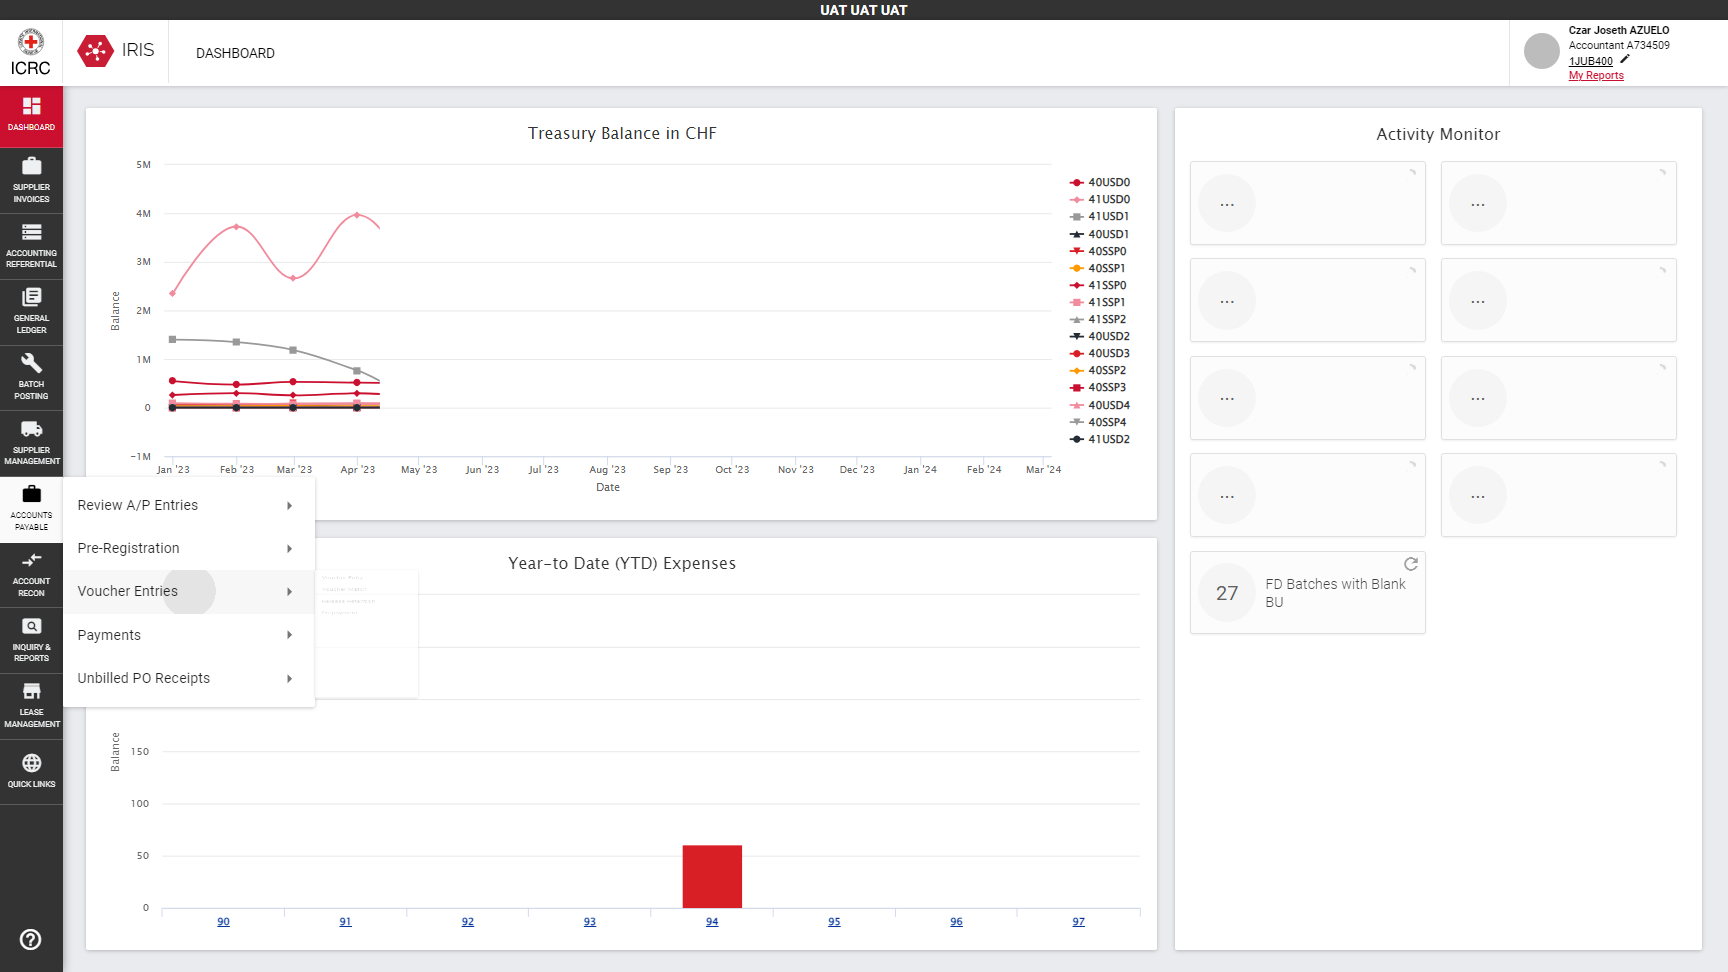 UAT UAT UAT
ICRC
IRIS
DASHBOARD
Czar Joseth AZUELO
Accountant A734509
1JUB400
My Reports
DASHBOARD
SUPPLIER
INVOICES
ACCOUNTING
REFERENTIAL
GENERAL
LEDGER
BATCH
POSTING
SUPPLIER
MANAGEMENT
ACCOUNTS
PAYABLE
ACCOUNT
RECON
INQUIRY &
REPORTS
LEASE
MANAGEMENT
QUICK LINKS
Review A/P Entries
Pre-Registration
Voucher Entries
Payments
Unbilled PO Receipts
Treasury Balance in CHF
5M
4M
3M
2M
1M
0
−1M
Balance
Jan '23 Feb '23 Mar '23 Apr '23 May '23 Jun '23 Jul '23 Aug '23 Sep '23 Oct '23 Nov '23 Dec '23 Jan '24 Feb '24 Mar '24
Date
40USD0
41USD0
41USD1
40USD1
40SSP0
40SSP1
41SSP0
41SSP1
41SSP2
40USD2
40USD3
40SSP2
40SSP3
40USD4
40SSP4
41USD2
Year-to Date (YTD) Expenses
Balance
150
100
50
0
90 91 92 93 94 95 96 97
Activity Monitor
... ...
... ...
... ...
... ...
27
FD Batches with Blank
BU